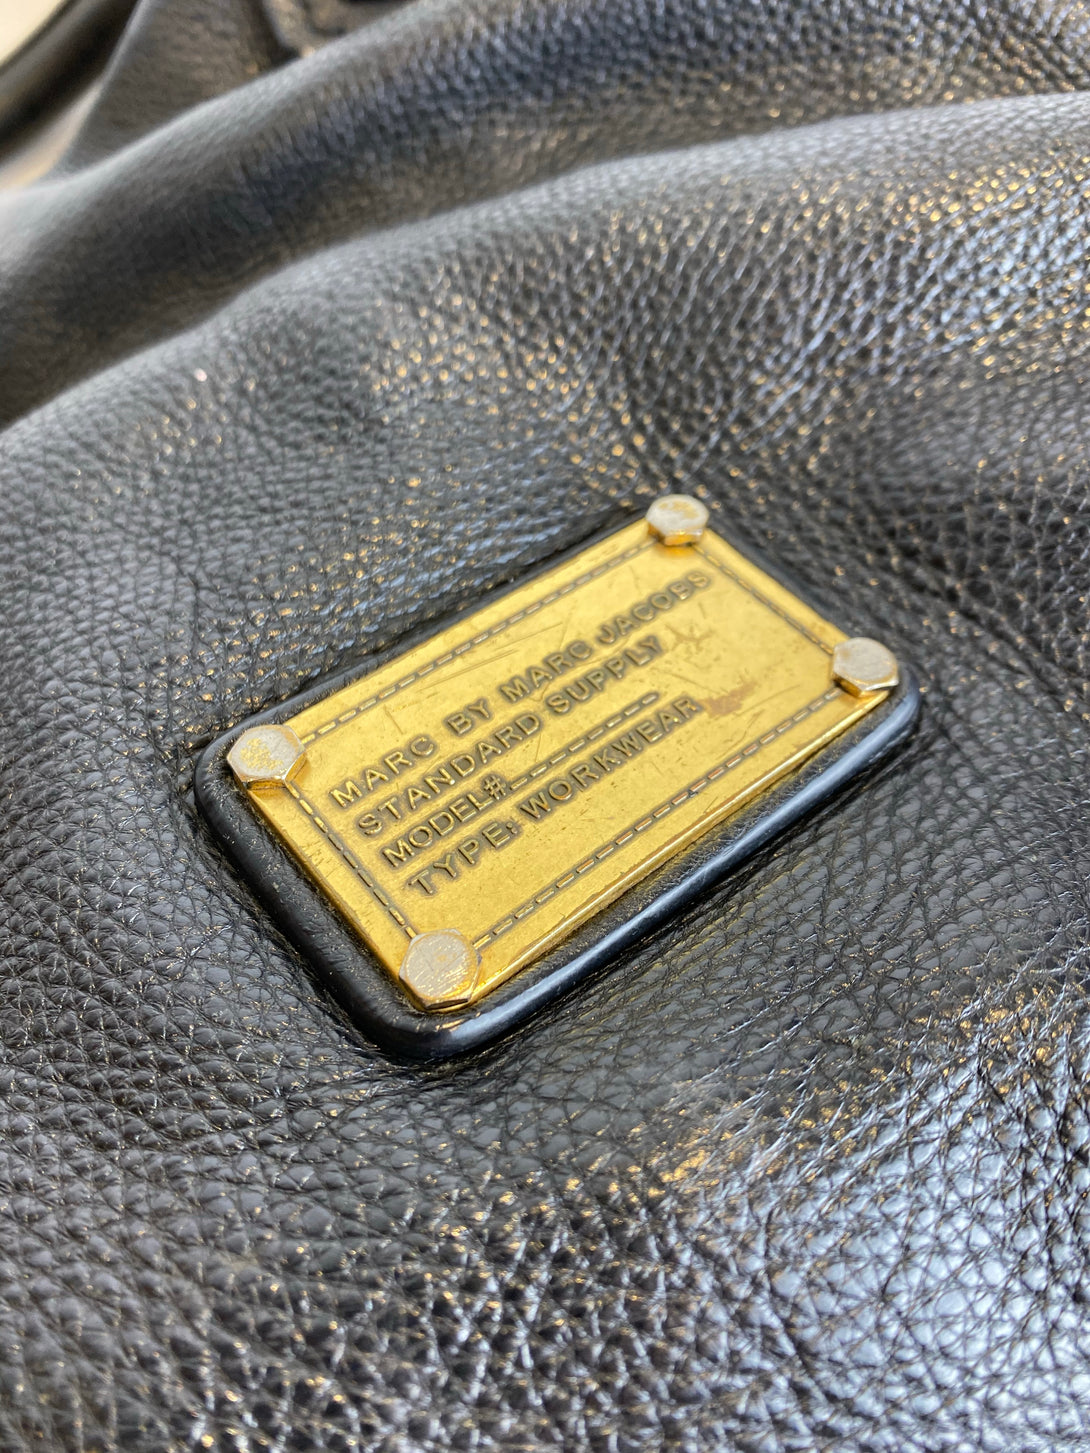 MARC BY MARC JACOBS
STANDARD SUPPLY
MODEL#
TYPE: WORKWEAR